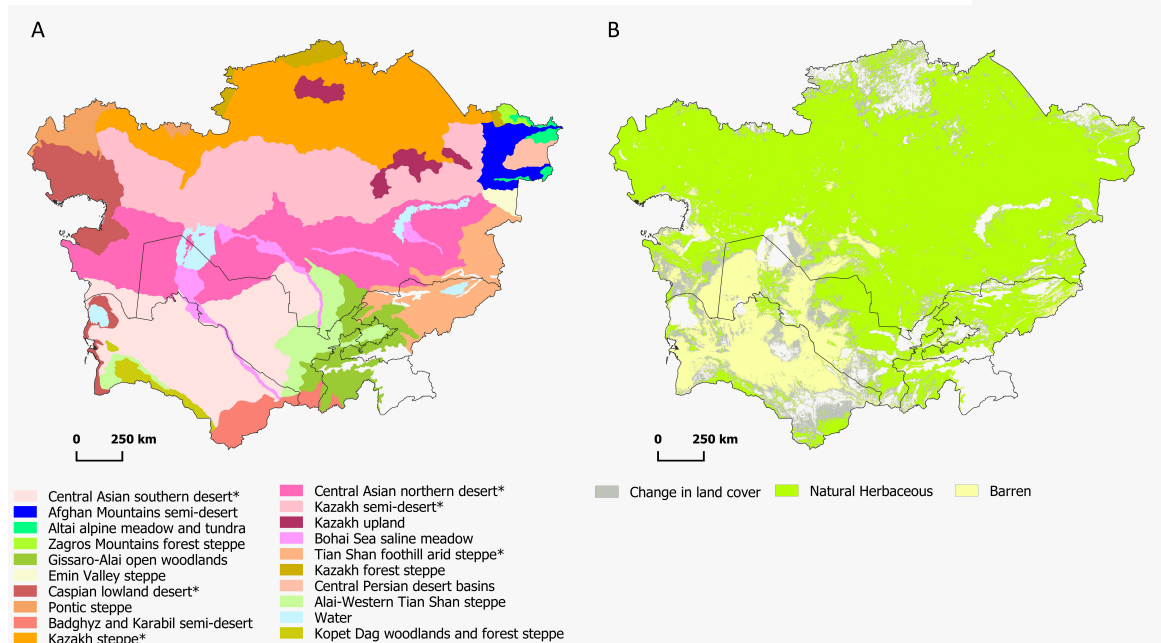 A
B
0 250 km
0 250 km
Central Asian southern desert*
Afghan Mountains semi-desert
Altai alpine meadow and tundra
Zagros Mountains forest steppe
Gissaro-Alai open woodlands
Emin Valley steppe
Caspian lowland desert*
Pontic steppe
Badghyz and Karabil semi-desert
Kazakh steppe*
Central Asian northern desert*
Kazakh semi-desert*
Kazakh upland
Bohai Sea saline meadow
Tian Shan foothill arid steppe*
Kazakh forest steppe
Central Persian desert basins
Alai-Western Tian Shan steppe
Water
Kopet Dag woodlands and forest steppe
Change in land cover
Natural Herbaceous
Barren